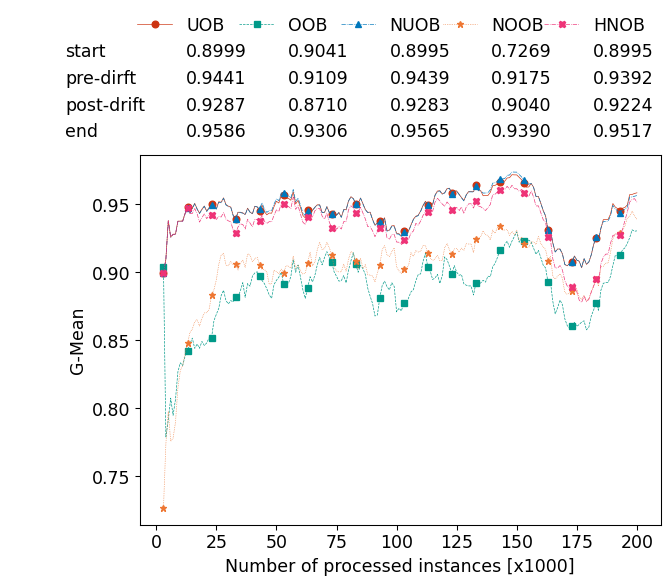 UOB OOB NUOB NOOB HNOB
start 0.8999 0.9041 0.8995 0.7269 0.8995
pre-dirft 0.9441 0.9109 0.9439 0.9175 0.9392
post-drift 0.9287 0.8710 0.9283 0.9040 0.9224
end 0.9586 0.9306 0.9565 0.9390 0.9517
0.95
0.90
0.85
0.80
0.75
G-Mean
0 25 50 75 100 125 150 175 200
Number of processed instances [x1000]